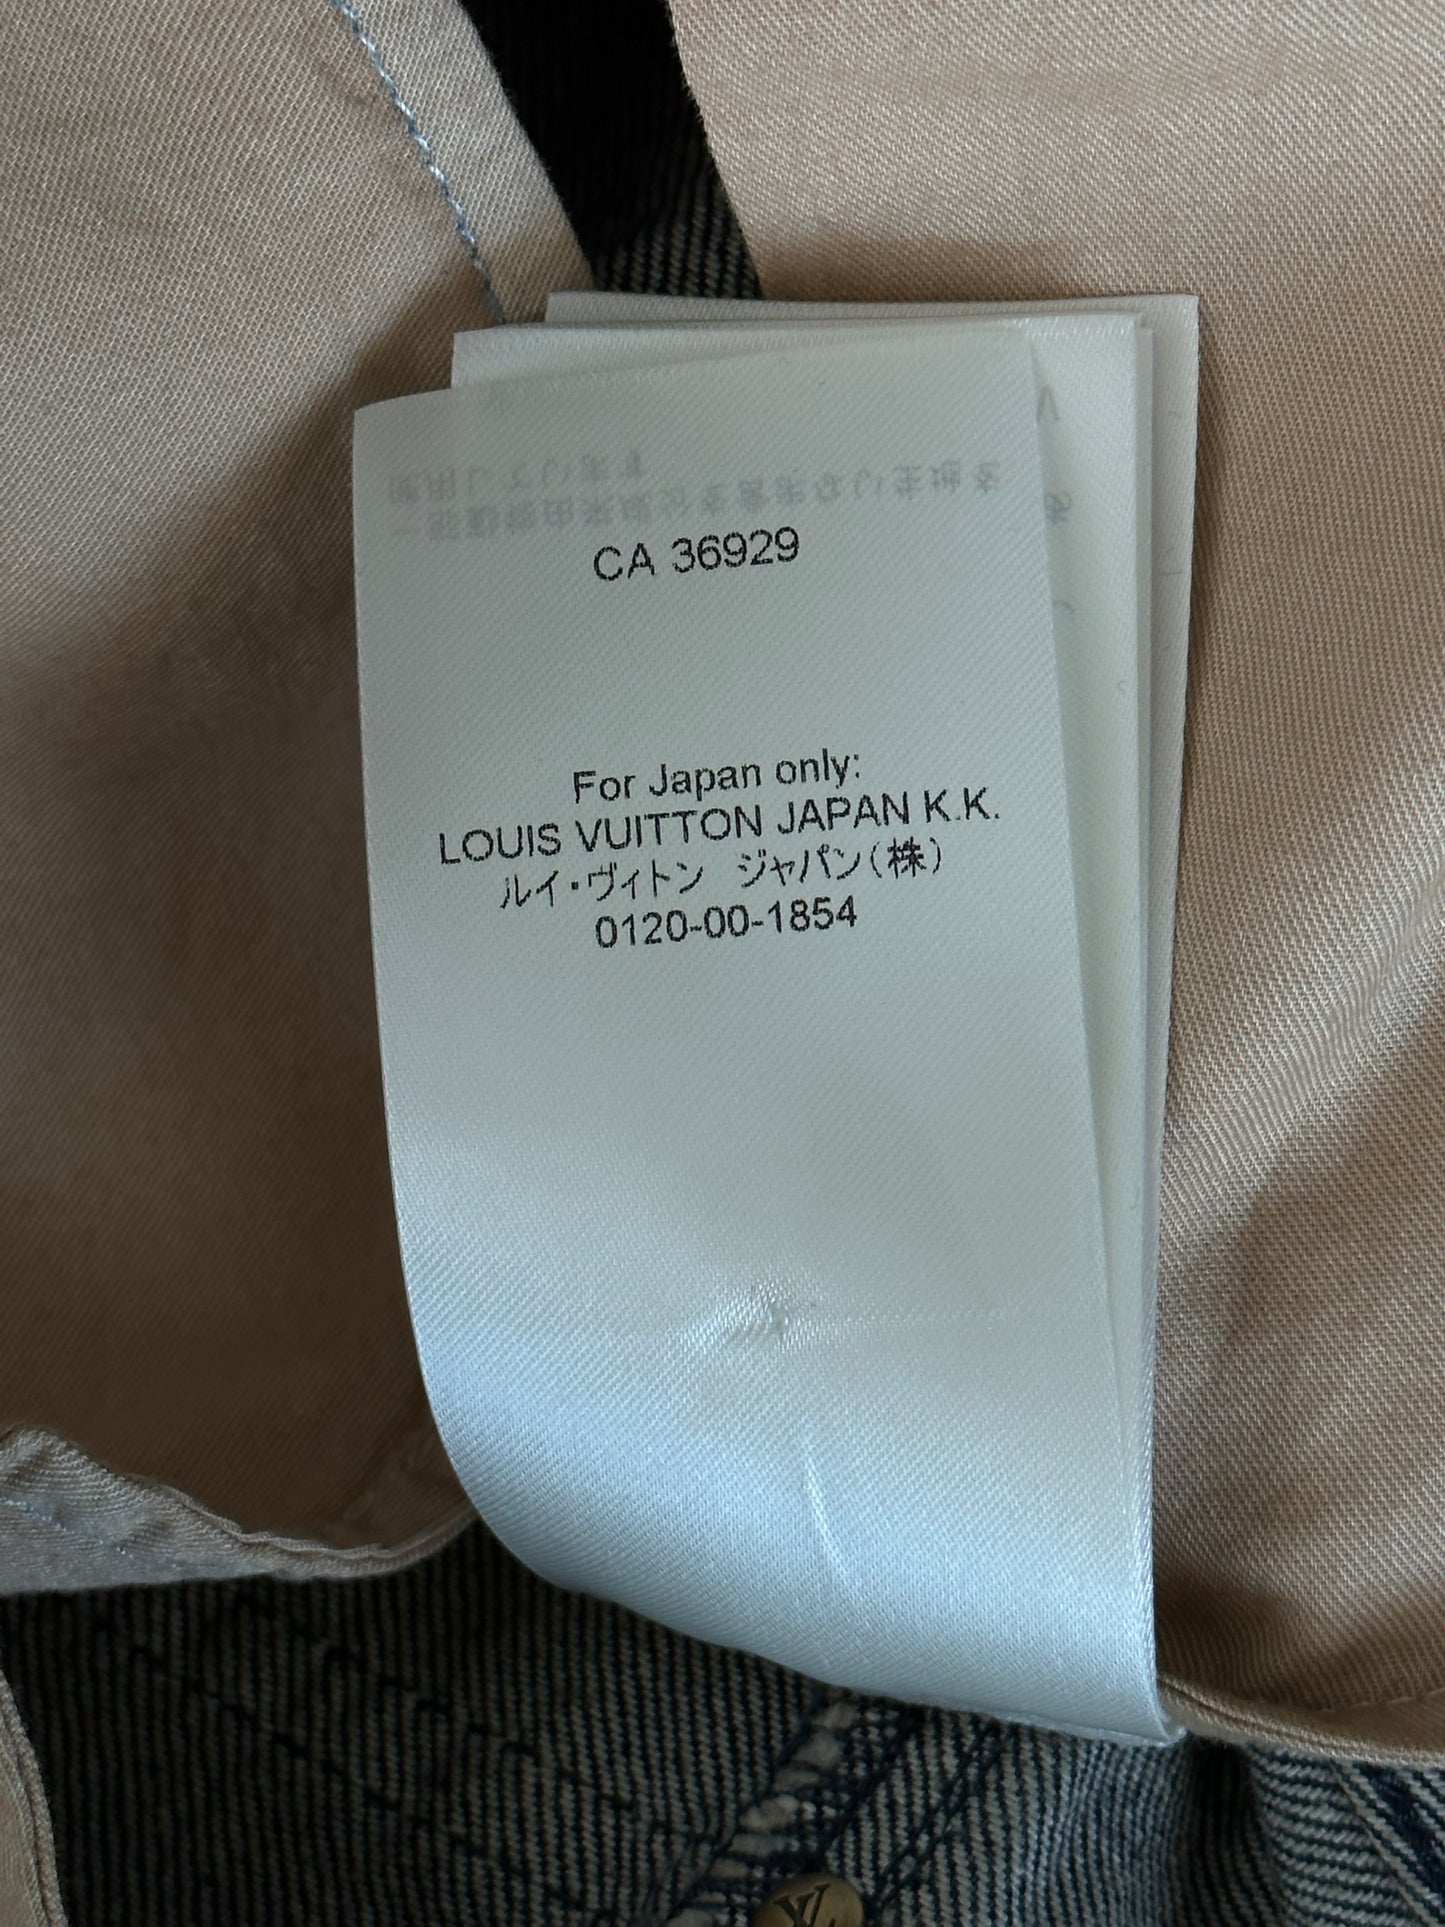 CA 36929
For Japan only:
LOUIS VUITTON JAPAN K.K.
ルイ・ヴィトン ジャパン(株)
0120-00-1854
LV